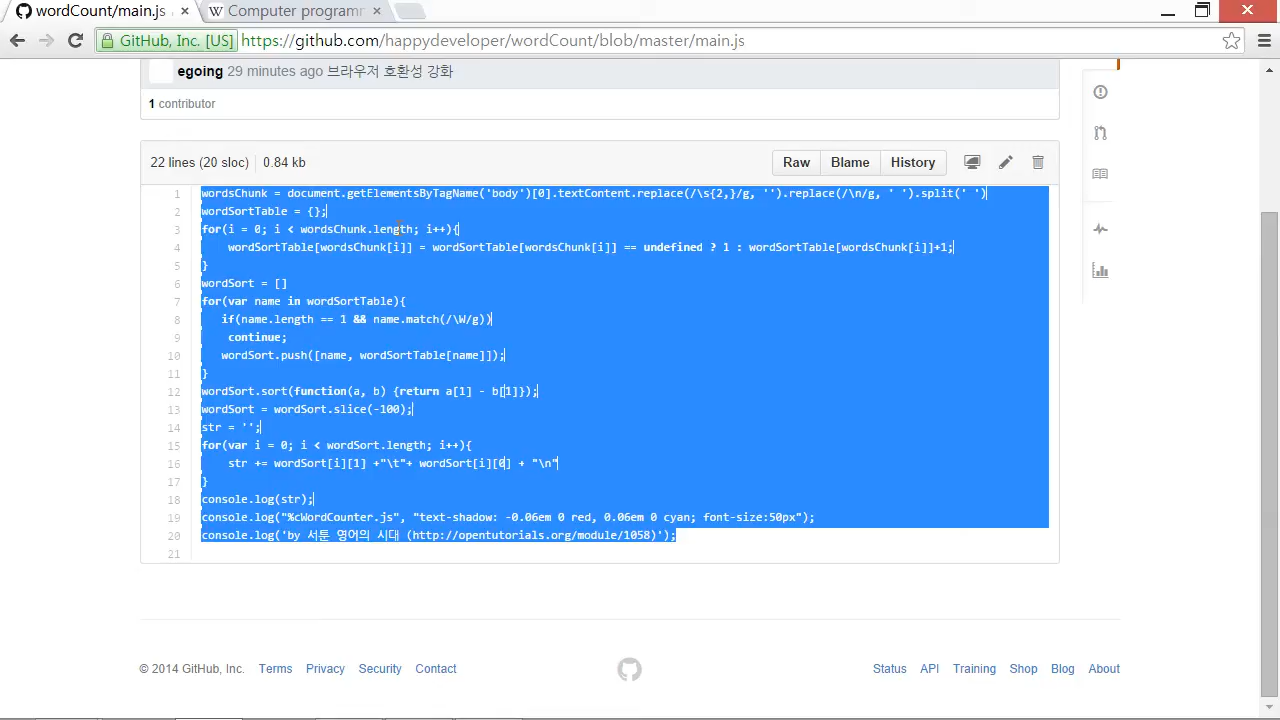 wordCount/main.js
Computer programm
GitHub, Inc. [US] https://github.com/happydeveloper/wordCount/blob/master/main.js
egoing 29 minutes ago 브라우저 호환성 강화
1 contributor
22 lines (20 sloc) 0.84 kb Raw Blame History
1 wordsChunk = document.getElementsByTagName('body')[0].textContent.replace(/\s{2,}/g, '').replace(/\n/g, ' ').split(' ')
2 wordSortTable = {};
3 for(i = 0; i < wordsChunk.length; i++){
4 wordSortTable[wordsChunk[i]] = wordSortTable[wordsChunk[i]] == undefined ? 1 : wordSortTable[wordsChunk[i]]+1;
5 }
6 wordSort = []
7 for(var name in wordSortTable){
8 if(name.length == 1 && name.match(/\W/g))
9 continue;
10 wordSort.push([name, wordSortTable[name]]);
11 }
12 wordSort.sort(function(a, b) {return a[1] - b[1]});
13 wordSort = wordSort.slice(-100);
14 str = '';
15 for(var i = 0; i < wordSort.length; i++){
16 str += wordSort[i][1] +"\t"+ wordSort[i][0] + "\n"
17 }
18 console.log(str);
19 console.log("%cWordCounter.js", "text-shadow: -0.06em 0 red, 0.06em 0 cyan; font-size:50px");
20 console.log('by 서툰 영어의 시대 (http://opentutorials.org/module/1058)');
21
© 2014 GitHub, Inc. Terms Privacy Security Contact Status API Training Shop Blog About